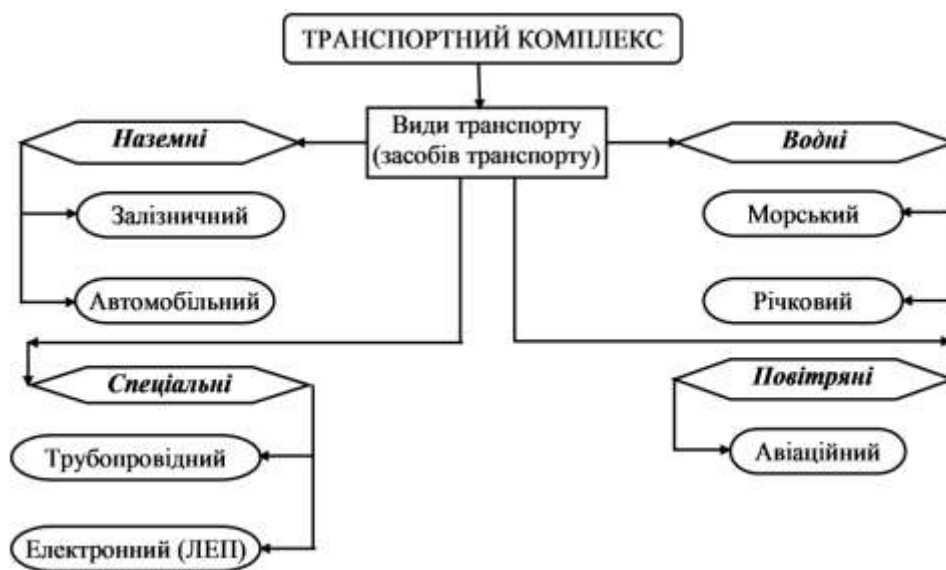 ТРАНСПОРТНИЙ КОМПЛЕКС
Види транспорту
(засобів транспорту)
Наземні
Водні
Залізничний
Морський
Автомобільний
Річковий
Спеціальні
Повітряні
Трубопровідний
Авіаційний
Електронний (ЛЕП)